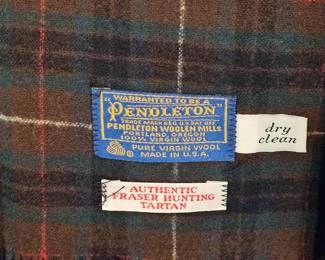 WARRANTED TO BE A
"PENDLETON"
TRADE MARK REG. U.S. PAT. OFF.
PENDLETON WOOLEN MILLS
PORTLAND, OREGON
100% VIRGIN WOOL
PURE VIRGIN WOOL
MADE IN U.S.A.
dry
clean
AUTHENTIC
FRASER HUNTING
TARTAN